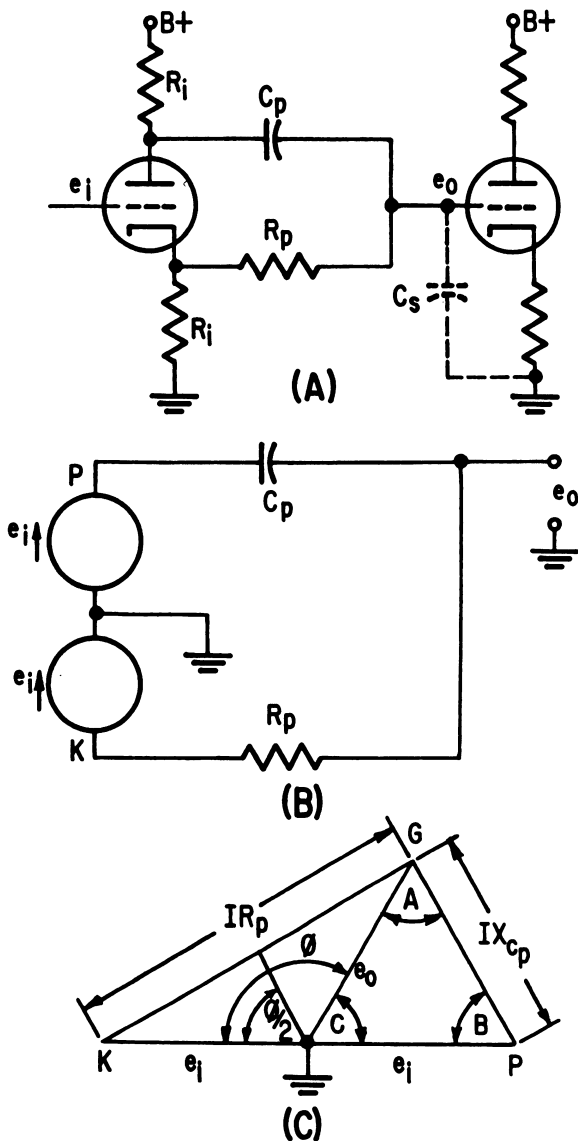 B+
B+
Ri
Cp
ei
eo
Rp
Cs
Ri
(A)
P
Cp
eo
ei
ei
Rp
K
(B)
G
A
IRp
IXcp
Ø
eo
Ø/2
C
B
K
ei
ei
P
(C)